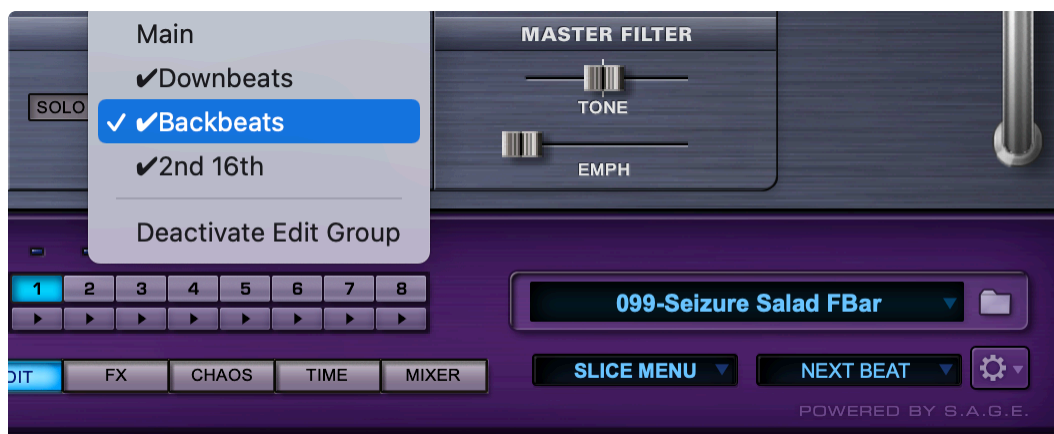 Main
✔Downbeats
✓ ✔Backbeats
✔2nd 16th
Deactivate Edit Group
SOLO
MASTER FILTER
TONE
EMPH
1 2 3 4 5 6 7 8
099-Seizure Salad FBar
DIT FX CHAOS TIME MIXER
SLICE MENU NEXT BEAT
POWERED BY S.A.G.E.